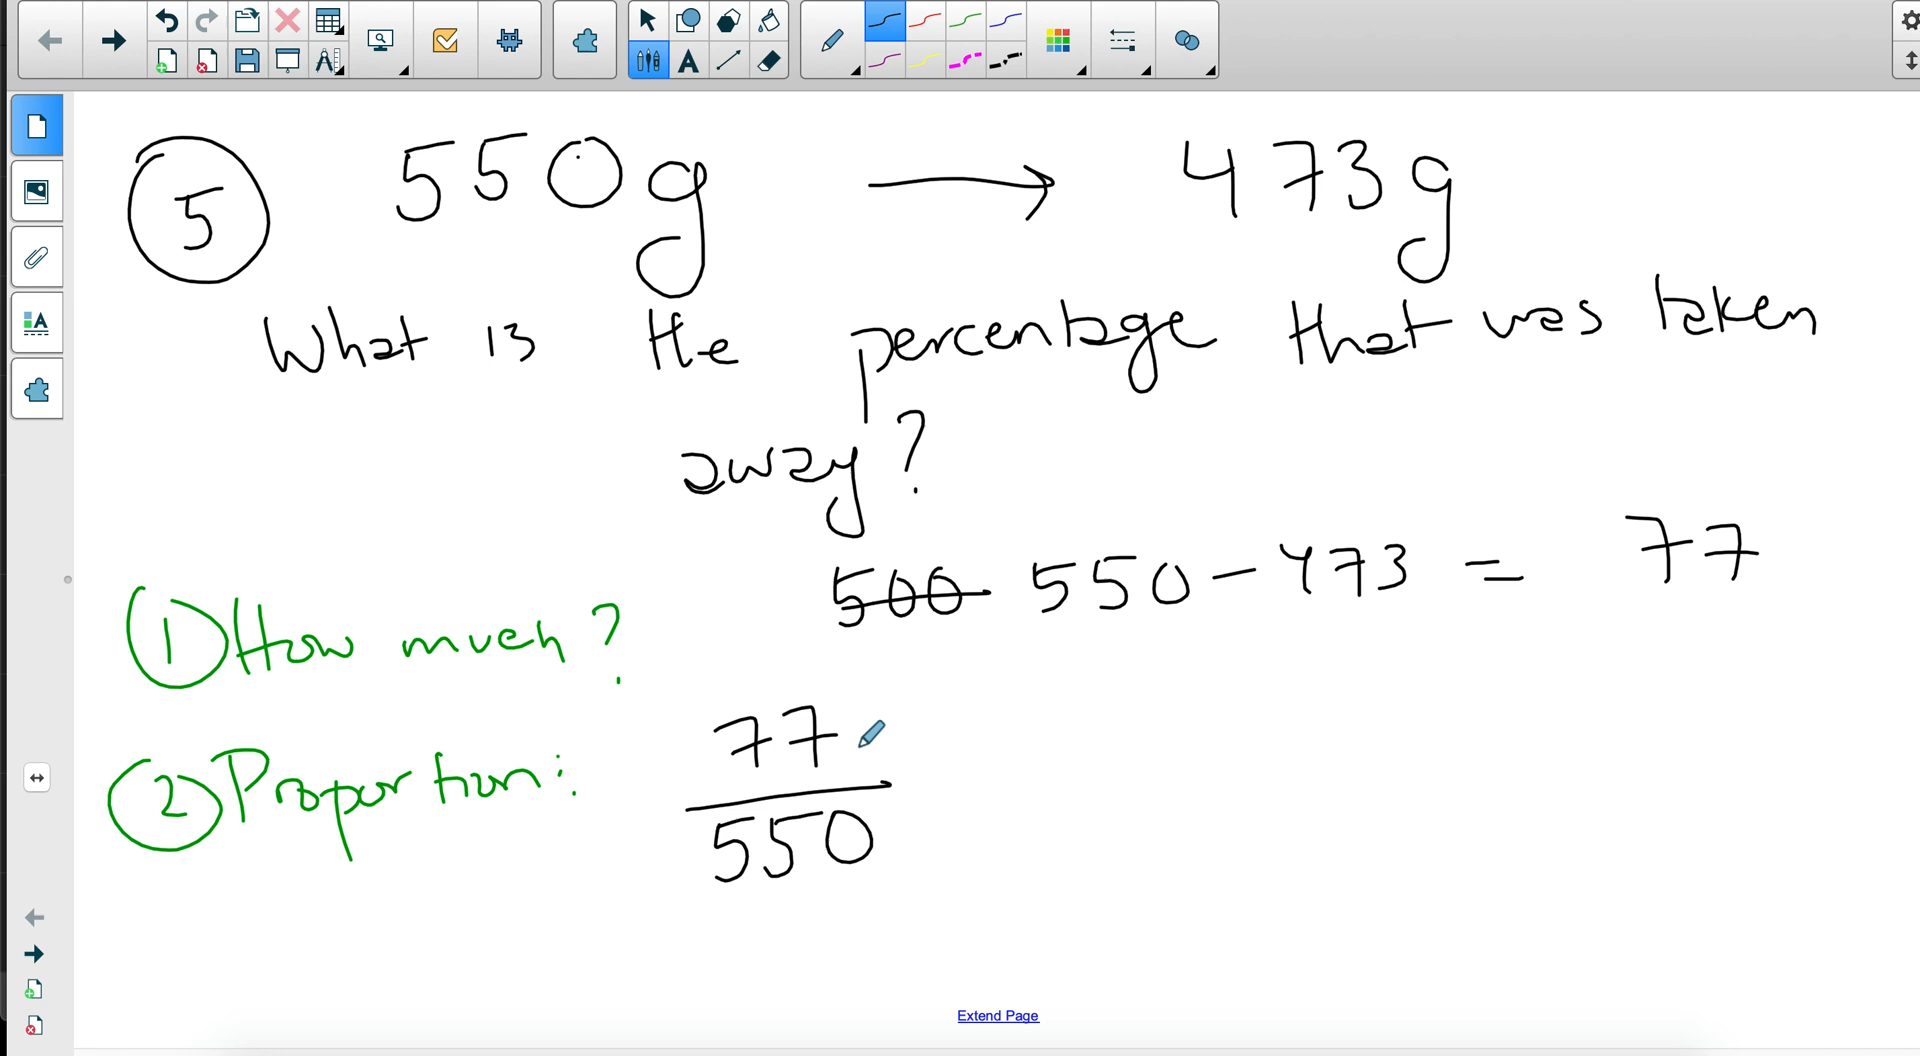 5 550g → 473g
What is the percentage that was taken
away?
500 550 - 473 = 77
1 How much?
2 Proportion: 77
550
Extend Page